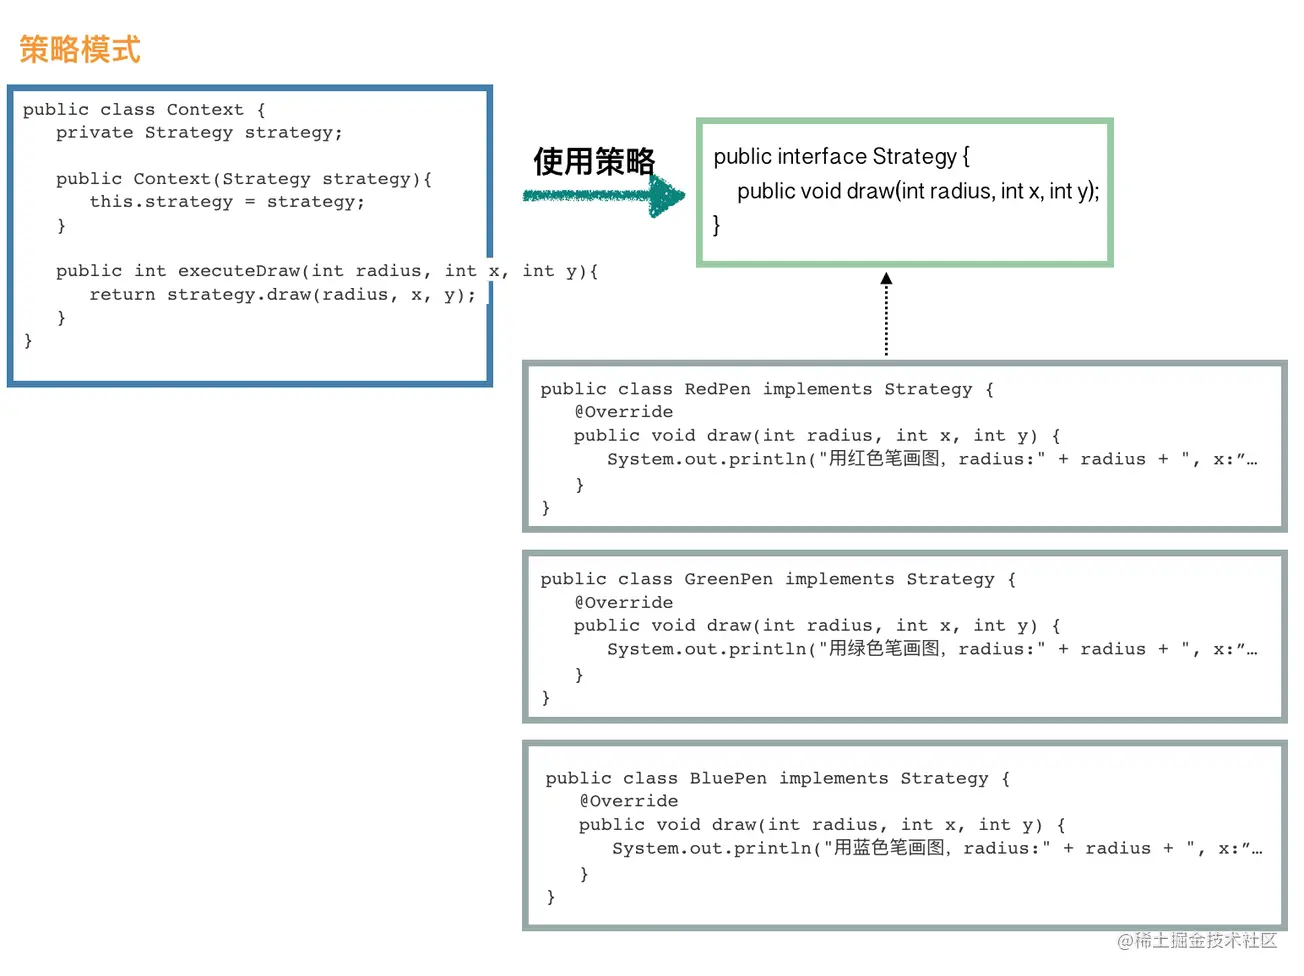 策略模式
public class Context {
private Strategy strategy;
public Context(Strategy strategy){
this.strategy = strategy;
}
public int executeDraw(int radius, int x, int y){
return strategy.draw(radius, x, y);
}
}
使用策略
public interface Strategy {
public void draw(int radius, int x, int y);
}
public class RedPen implements Strategy {
@Override
public void draw(int radius, int x, int y) {
System.out.println("用红色笔画图，radius:" + radius + ", x:”…
}
}
public class GreenPen implements Strategy {
@Override
public void draw(int radius, int x, int y) {
System.out.println("用绿色笔画图，radius:" + radius + ", x:”…
}
}
public class BluePen implements Strategy {
@Override
public void draw(int radius, int x, int y) {
System.out.println("用蓝色笔画图，radius:" + radius + ", x:”…
}
}
@稀土掘金技术社区